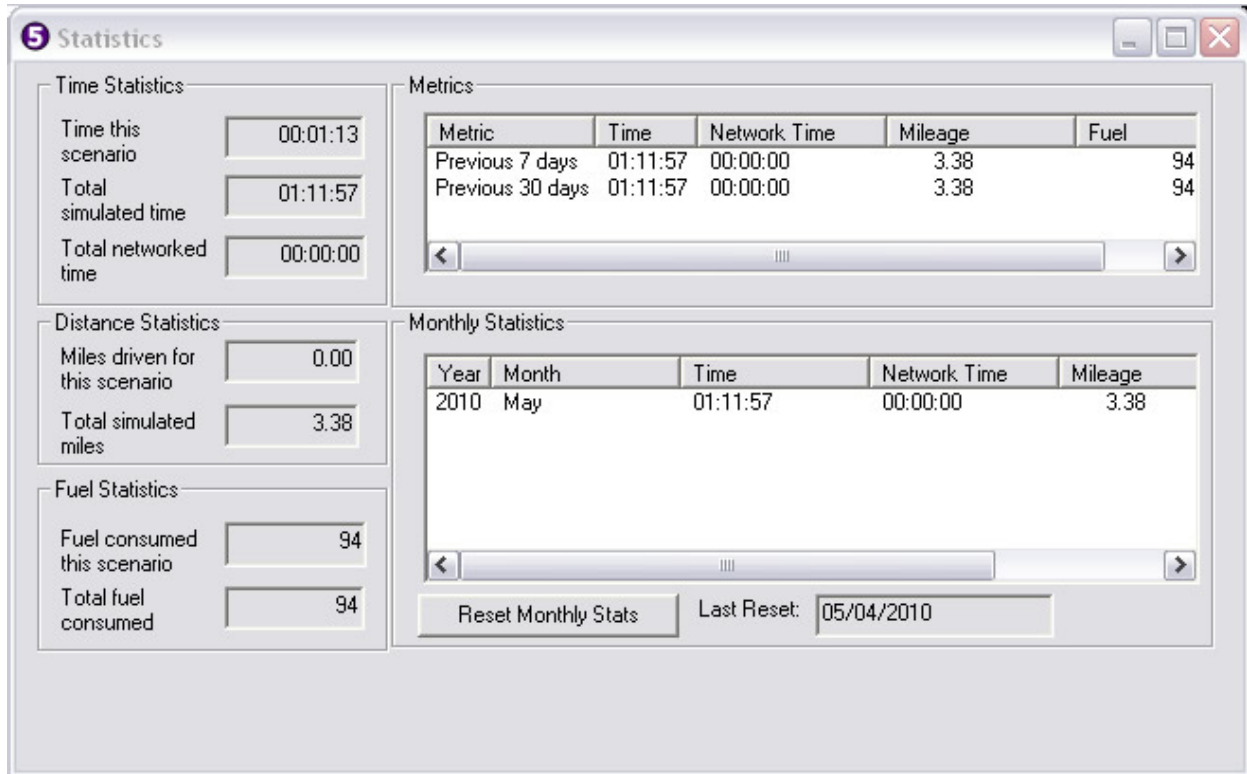 5 Statistics
Time Statistics
Time this
scenario
00:01:13
Total
simulated time
01:11:57
Total networked
time
00:00:00
Distance Statistics
Miles driven for
this scenario
0.00
Total simulated
miles
3.38
Fuel Statistics
Fuel consumed
this scenario
94
Total fuel
consumed
94
Metrics
Metric Time Network Time Mileage Fuel
Previous 7 days 01:11:57 00:00:00 3.38 94
Previous 30 days 01:11:57 00:00:00 3.38 94
Monthly Statistics
Year Month Time Network Time Mileage
2010 May 01:11:57 00:00:00 3.38
Reset Monthly Stats Last Reset: 05/04/2010